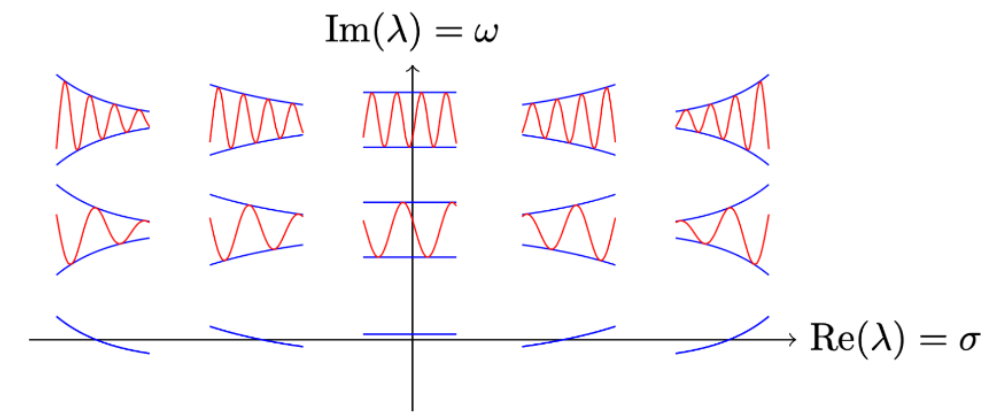 Im(λ) = ω
Re(λ) = σ